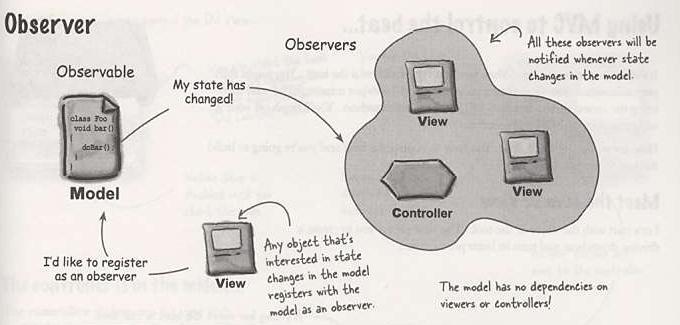 Observer
Observable
Observers
My state has
changed!
class Foo
void bar()
{
doBar();
}
}
Model
View
View
Controller
All these observers will be
notified whenever state
changes in the model.
I'd like to register
as an observer
View
Any object that's
interested in state
changes in the model
registers with the
model as an observer.
The model has no dependencies on
viewers or controllers!